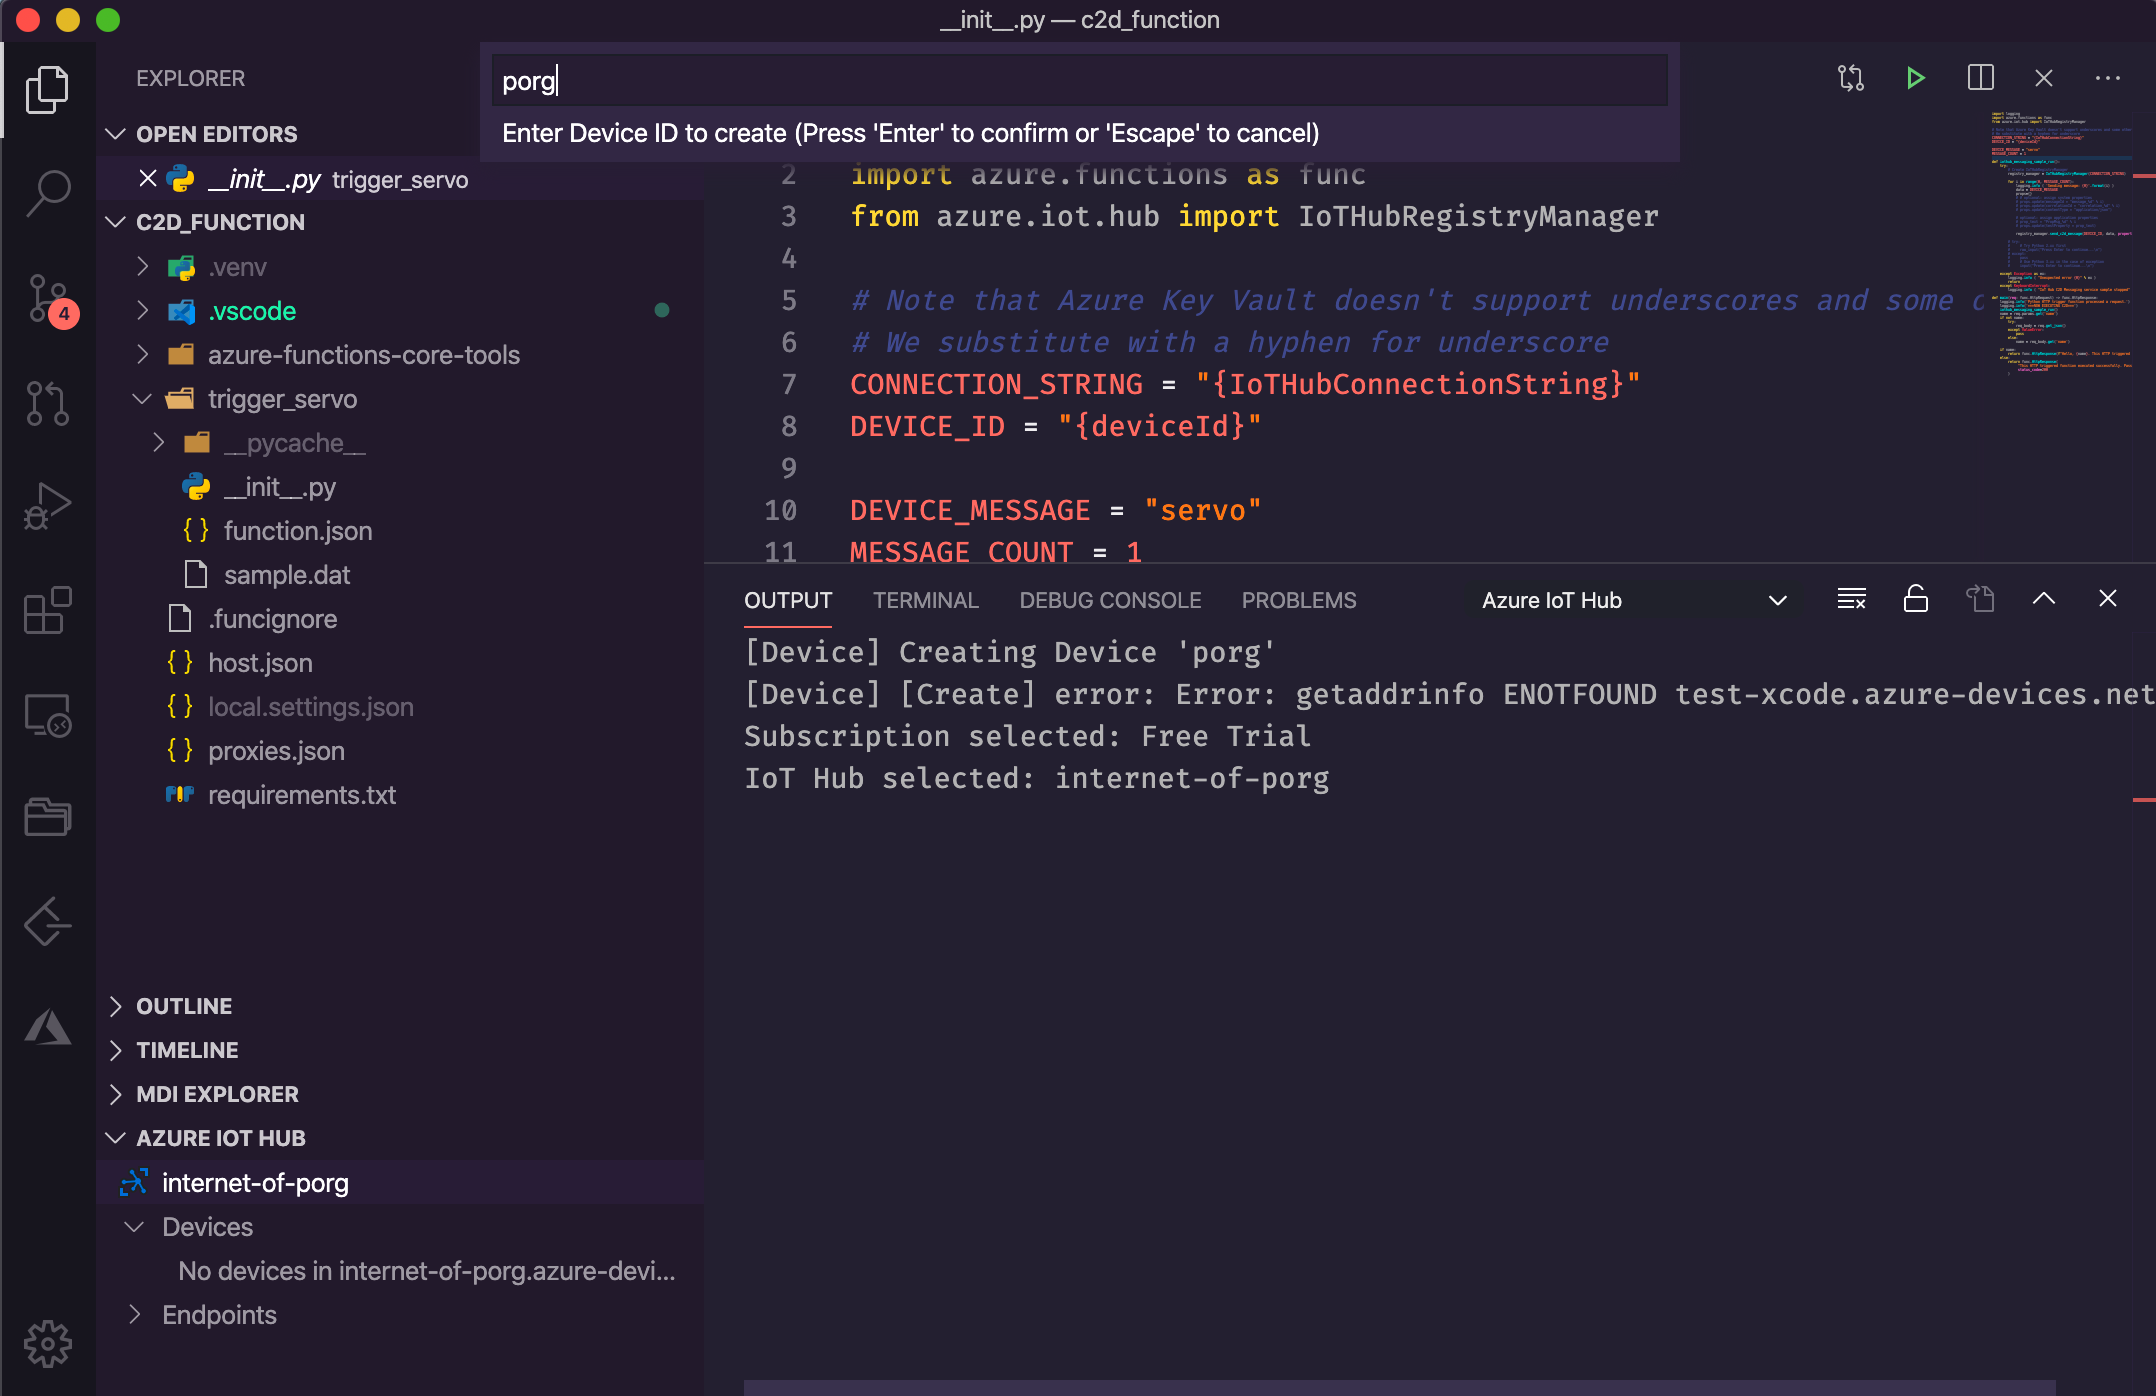 __init__.py — c2d_function
EXPLORER
porg
Enter Device ID to create (Press 'Enter' to confirm or 'Escape' to cancel)
OPEN EDITORS
__init__.py trigger_servo
C2D_FUNCTION
.venv
.vscode
azure-functions-core-tools
trigger_servo
__pycache__
__init__.py
function.json
sample.dat
.funcignore
host.json
local.settings.json
proxies.json
requirements.txt
4
OUTLINE
TIMELINE
MDI EXPLORER
AZURE IOT HUB
internet-of-porg
Devices
No devices in internet-of-porg.azure-devi...
Endpoints
2 import azure.functions as func
3 from azure.iot.hub import IoTHubRegistryManager
4
5 # Note that Azure Key Vault doesn't support underscores and some
6 # We substitute with a hyphen for underscore
7 CONNECTION_STRING = "{IoTHubConnectionString}"
8 DEVICE_ID = "{deviceId}"
9
10 DEVICE_MESSAGE = "servo"
11 MESSAGE_COUNT = 1
OUTPUT TERMINAL DEBUG CONSOLE PROBLEMS Azure IoT Hub
[Device] Creating Device 'porg'
[Device] [Create] error: Error: getaddrinfo ENOTFOUND test-xcode.azure-devices.net
Subscription selected: Free Trial
IoT Hub selected: internet-of-porg